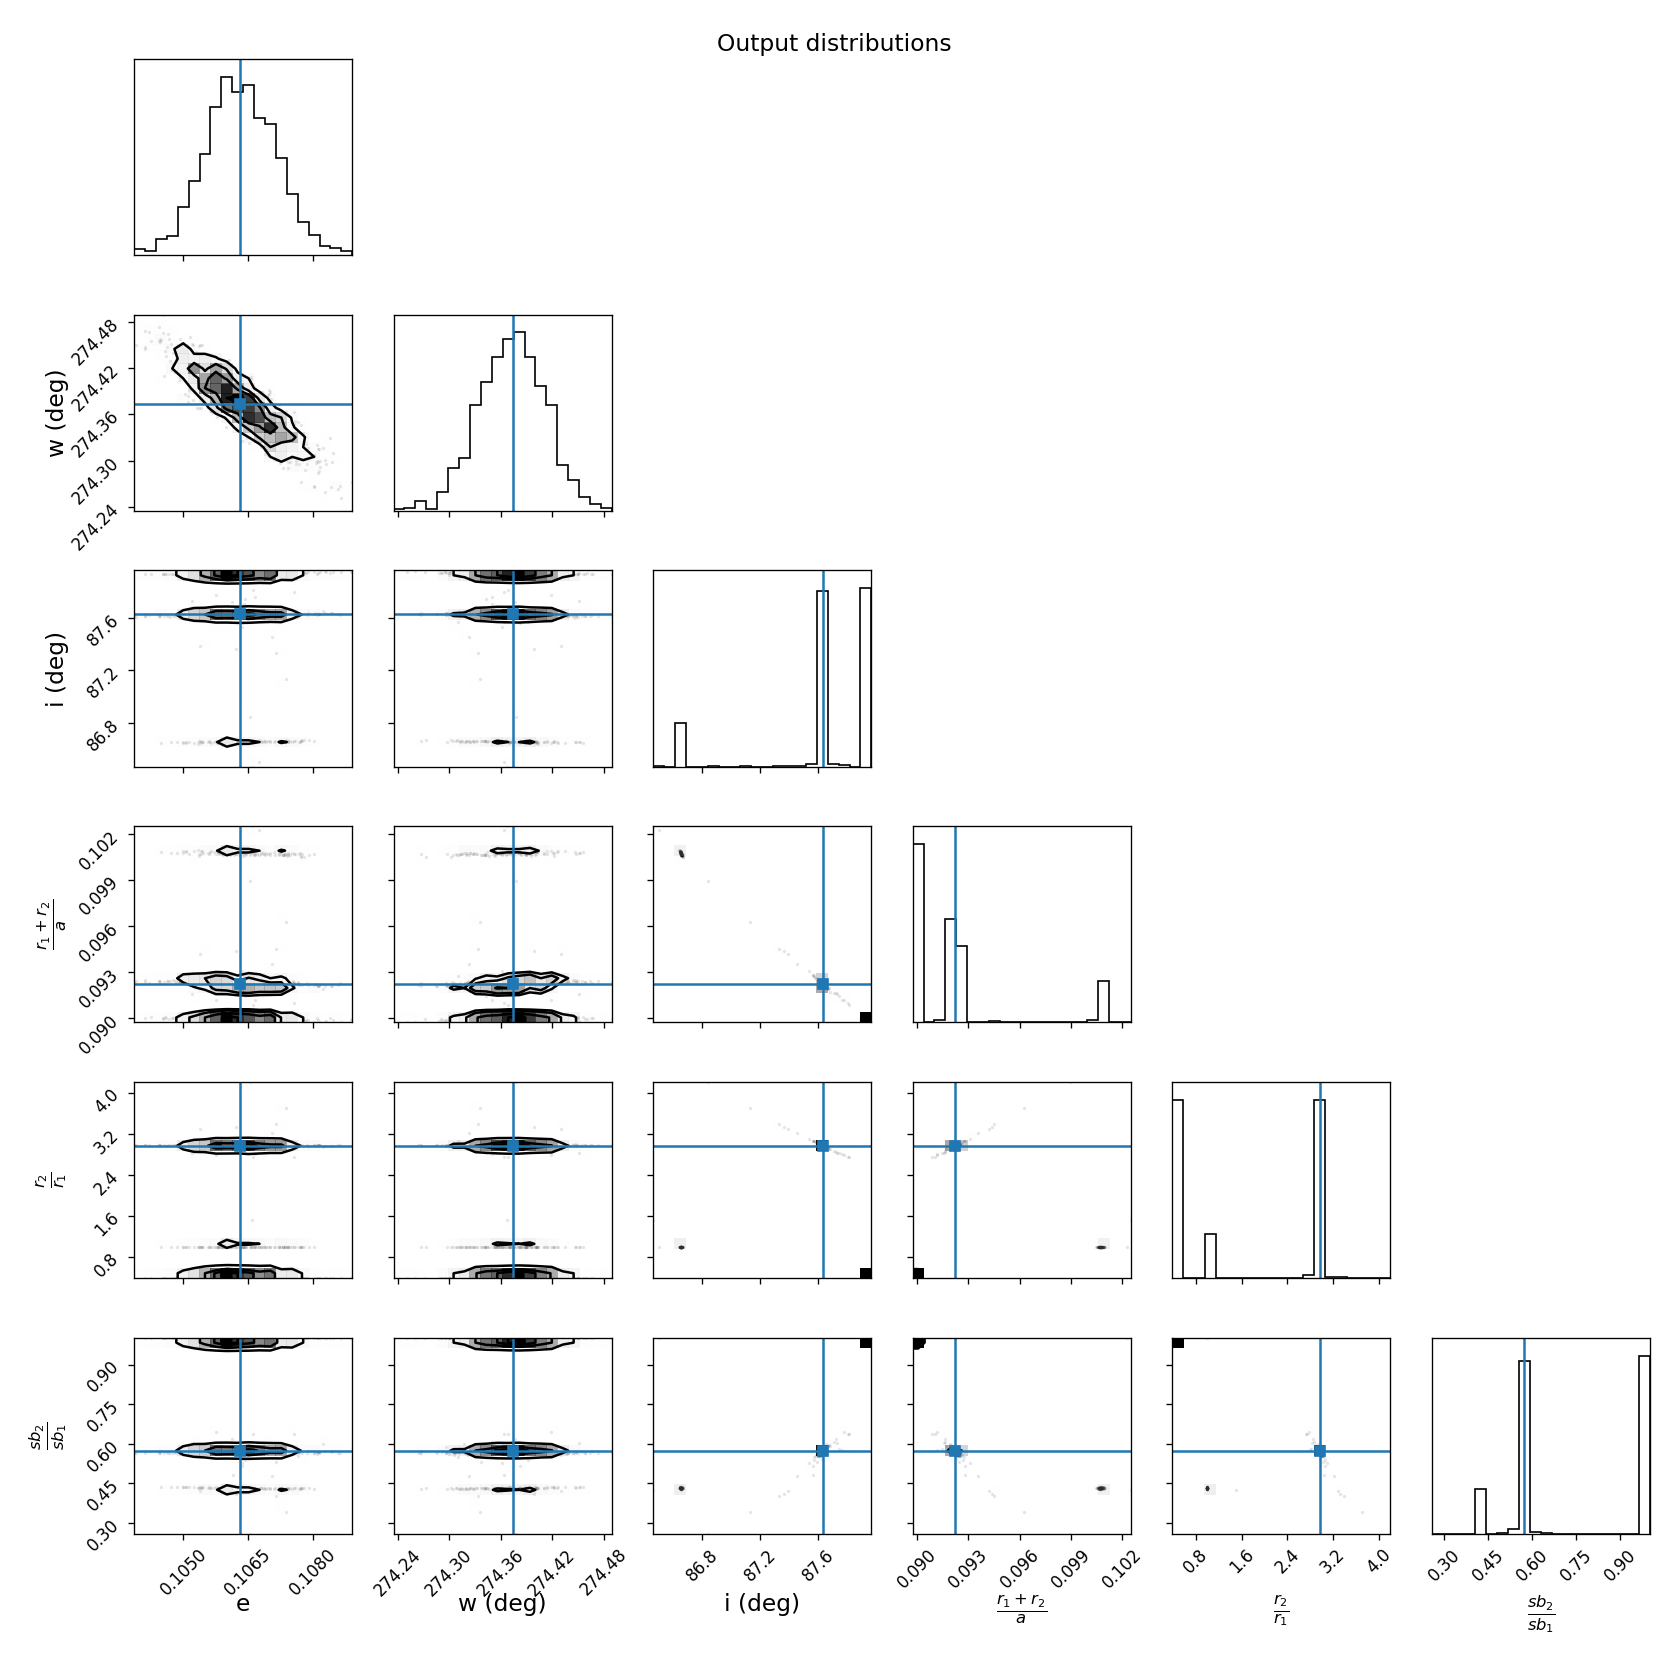 Output distributions
w (deg)
274.48
274.42
274.36
274.30
274.24
i (deg)
87.6
87.2
86.8
r₁ + r₂
a
0.102
0.099
0.096
0.093
0.090
r₂
r₁
4.0
3.2
2.4
1.6
0.8
sb₂
sb₁
0.90
0.75
0.60
0.45
0.30
0.1050 0.1065 0.1080
274.24 274.30 274.36 274.42 274.48
86.8 87.2 87.6
0.090 0.093 0.096 0.099 0.102
0.8 1.6 2.4 3.2 4.0
0.30 0.45 0.60 0.75 0.90
e
w (deg)
i (deg)
r₁ + r₂
a
r₂
r₁
sb₂
sb₁